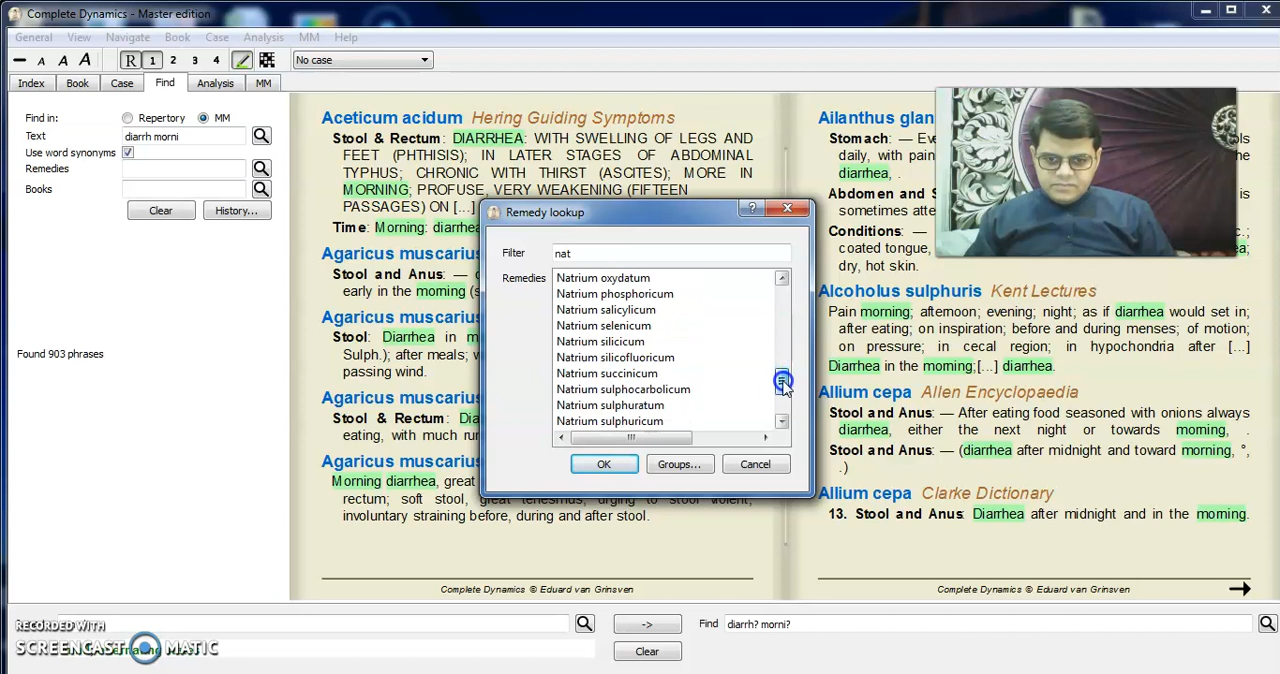 Complete Dynamics - Master edition
General View Navigate Book Case Analysis MM Help
A A A R 1 2 3 4 No case
Index Book Case Find Analysis MM
Find in: Repertory MM
Text diarrh morni
Use word synonyms
Remedies
Books
Clear History...
Found 903 phrases
Aceticum acidum Hering Guiding Symptoms
Stool & Rectum: DIARRHEA: WITH SWELLING OF LEGS AND
FEET (PHTHISIS); IN LATER STAGES OF ABDOMINAL
TYPHUS; CHRONIC WITH THIRST (ASCITES); MORE IN
MORNING; PROFUSE, VERY WEAKENING (FIFTEEN
PASSAGES) ON [...]
Time: Morning: diarrhea
Agaricus muscarius
Stool and Anus: —
early in the morning
Agaricus muscarius
Stool: Diarrhea in
Sulph.); after meals;
passing wind.
Agaricus muscarius
Stool & Rectum:
eating, with much
Agaricus muscarius
Morning diarrhea, great
rectum; soft stool, great tenesmus, urging to stool violent,
involuntary straining before, during and after stool.
Complete Dynamics © Eduard van Grinsven
Remedy lookup
?
Filter nat
Remedies Natrium oxydatum
Natrium phosphoricum
Natrium salicylicum
Natrium selenicum
Natrium silicicum
Natrium silicofluoricum
Natrium succinicum
Natrium sulphocarbolicum
Natrium sulphuratum
Natrium sulphuricum
OK Groups... Cancel
Ailanthus
Stomach: —
daily, with
diarrhea, .
Abdomen and
is sometimes
Conditions: —
coated tongue,
dry, hot skin.
Alcoholus sulphuris Kent Lectures
Pain morning; afternoon; evening; night; as if diarrhea would set in;
after eating; on inspiration; before and during menses; of motion;
on pressure; in cecal region; in hypochondria after [...]
Diarrhea in the morning;[...] diarrhea.
Allium cepa Allen Encyclopaedia
Stool and Anus: — After eating food seasoned with onions always
diarrhea, either the next night or towards morning, .
Stool and Anus: — (diarrhea after midnight and toward morning, °,
.)
Allium cepa Clarke Dictionary
13. Stool and Anus: Diarrhea after midnight and in the morning.
Complete Dynamics © Eduard van Grinsven
-> Find diarrh? morni?
Clear
RECORDED WITH
SCREENCAST MATIC